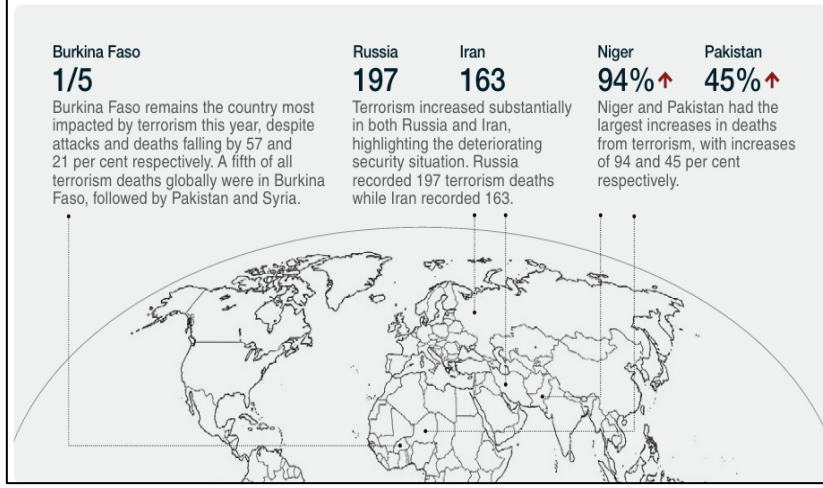 Burkina Faso
1/5
Burkina Faso remains the country most
impacted by terrorism this year, despite
attacks and deaths falling by 57 and
21 per cent respectively. A fifth of all
terrorism deaths globally were in Burkina
Faso, followed by Pakistan and Syria.
Russia
197
Iran
163
Terrorism increased substantially
in both Russia and Iran,
highlighting the deteriorating
security situation. Russia
recorded 197 terrorism deaths
while Iran recorded 163.
Niger
94%↑
Pakistan
45%↑
Niger and Pakistan had the
largest increases in deaths
from terrorism, with increases
of 94 and 45 per cent
respectively.